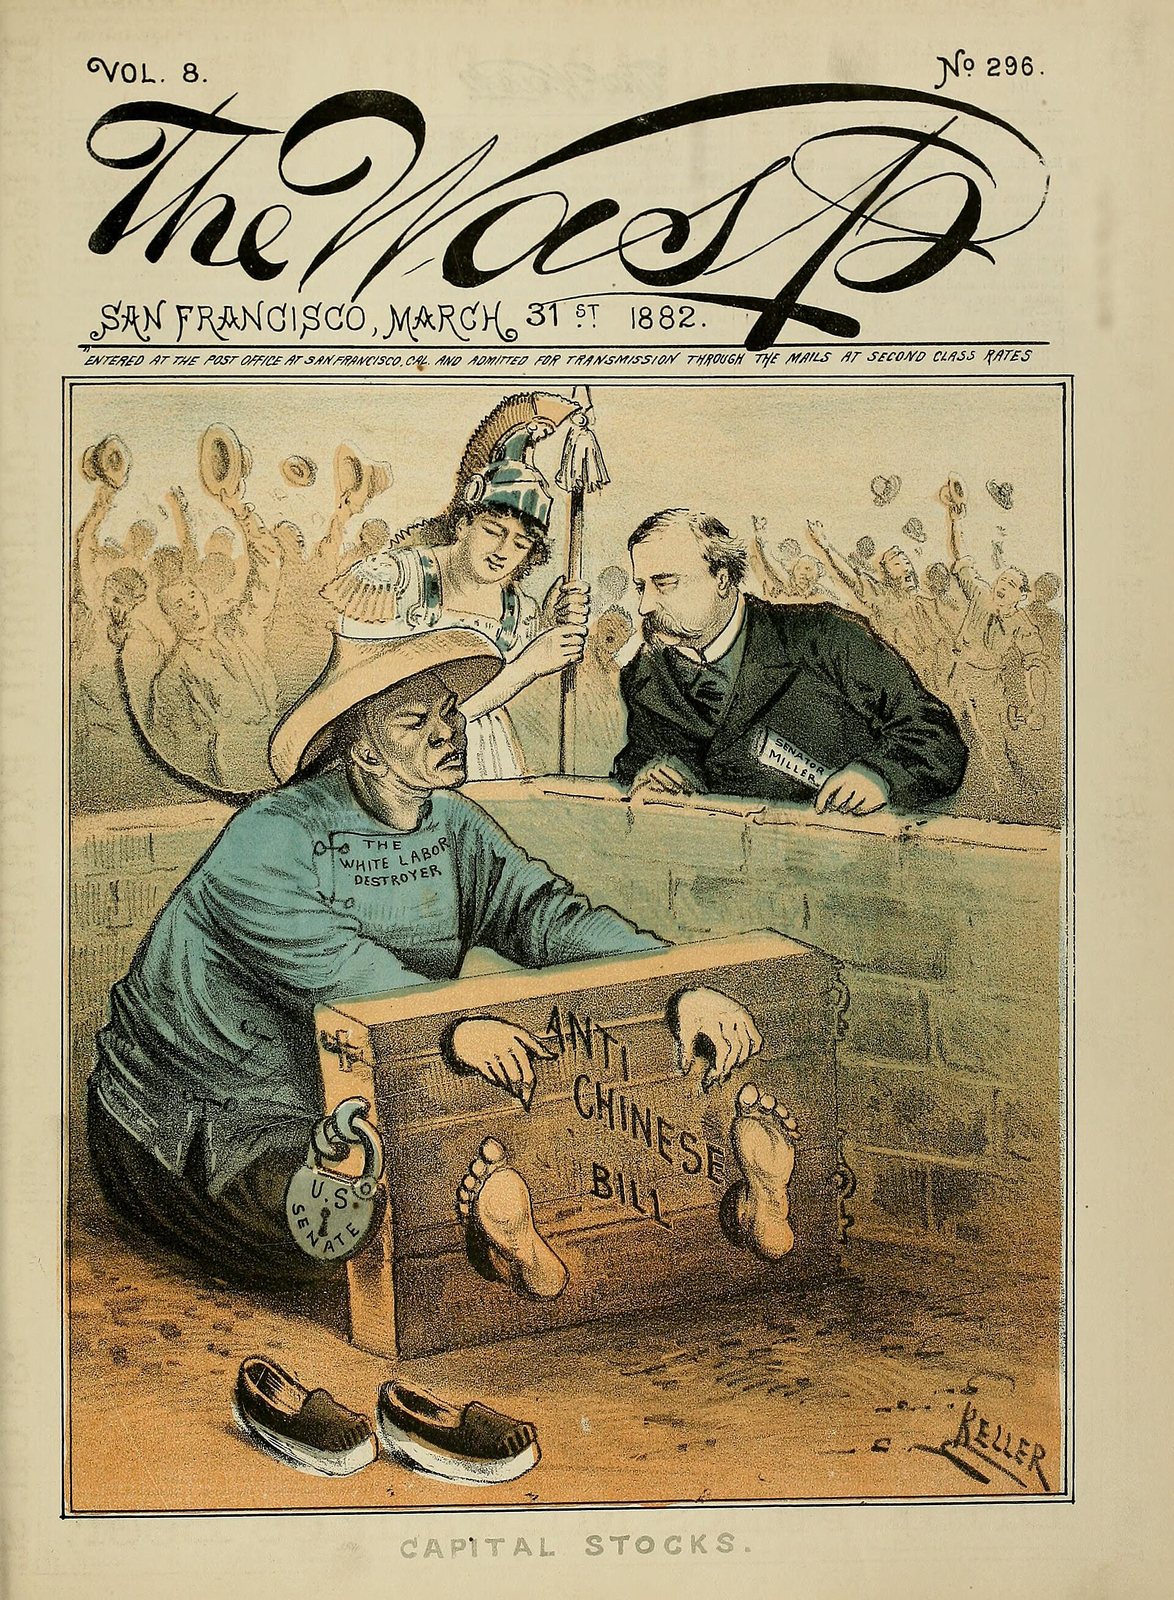 VOL. 8.
No 296.
The Wasp
SAN FRANCISCO, MARCH 31ST 1882.
"ENTERED AT THE POST OFFICE AT SAN FRANCISCO, CAL. AND ADMITTED FOR TRANSMISSION THROUGH THE MAILS AT SECOND CLASS RATES
SENATOR
MILLER
THE
WHITE LABOR
DESTROYER
ANTI
CHINESE
BILL
U.S.
SENATE
KELLER
CAPITAL STOCKS.